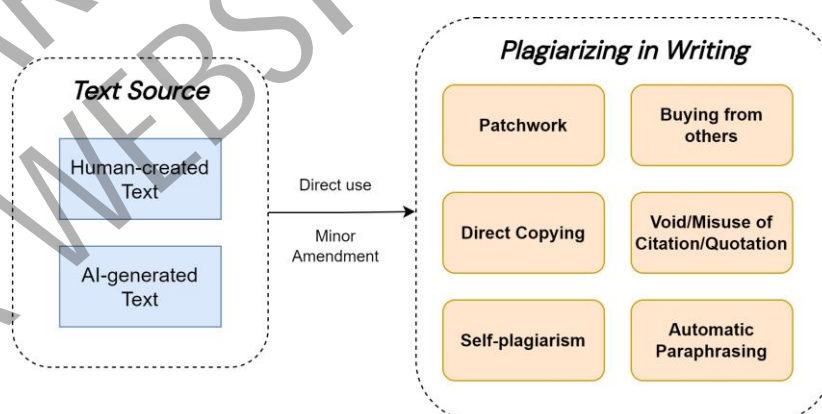 Plagiarizing in Writing
Text Source
Human-created
Text
AI-generated
Text
Direct use
Minor
Amendment
Patchwork
Buying from
others
Direct Copying
Void/Misuse of
Citation/Quotation
Self-plagiarism
Automatic
Paraphrasing
WEBS